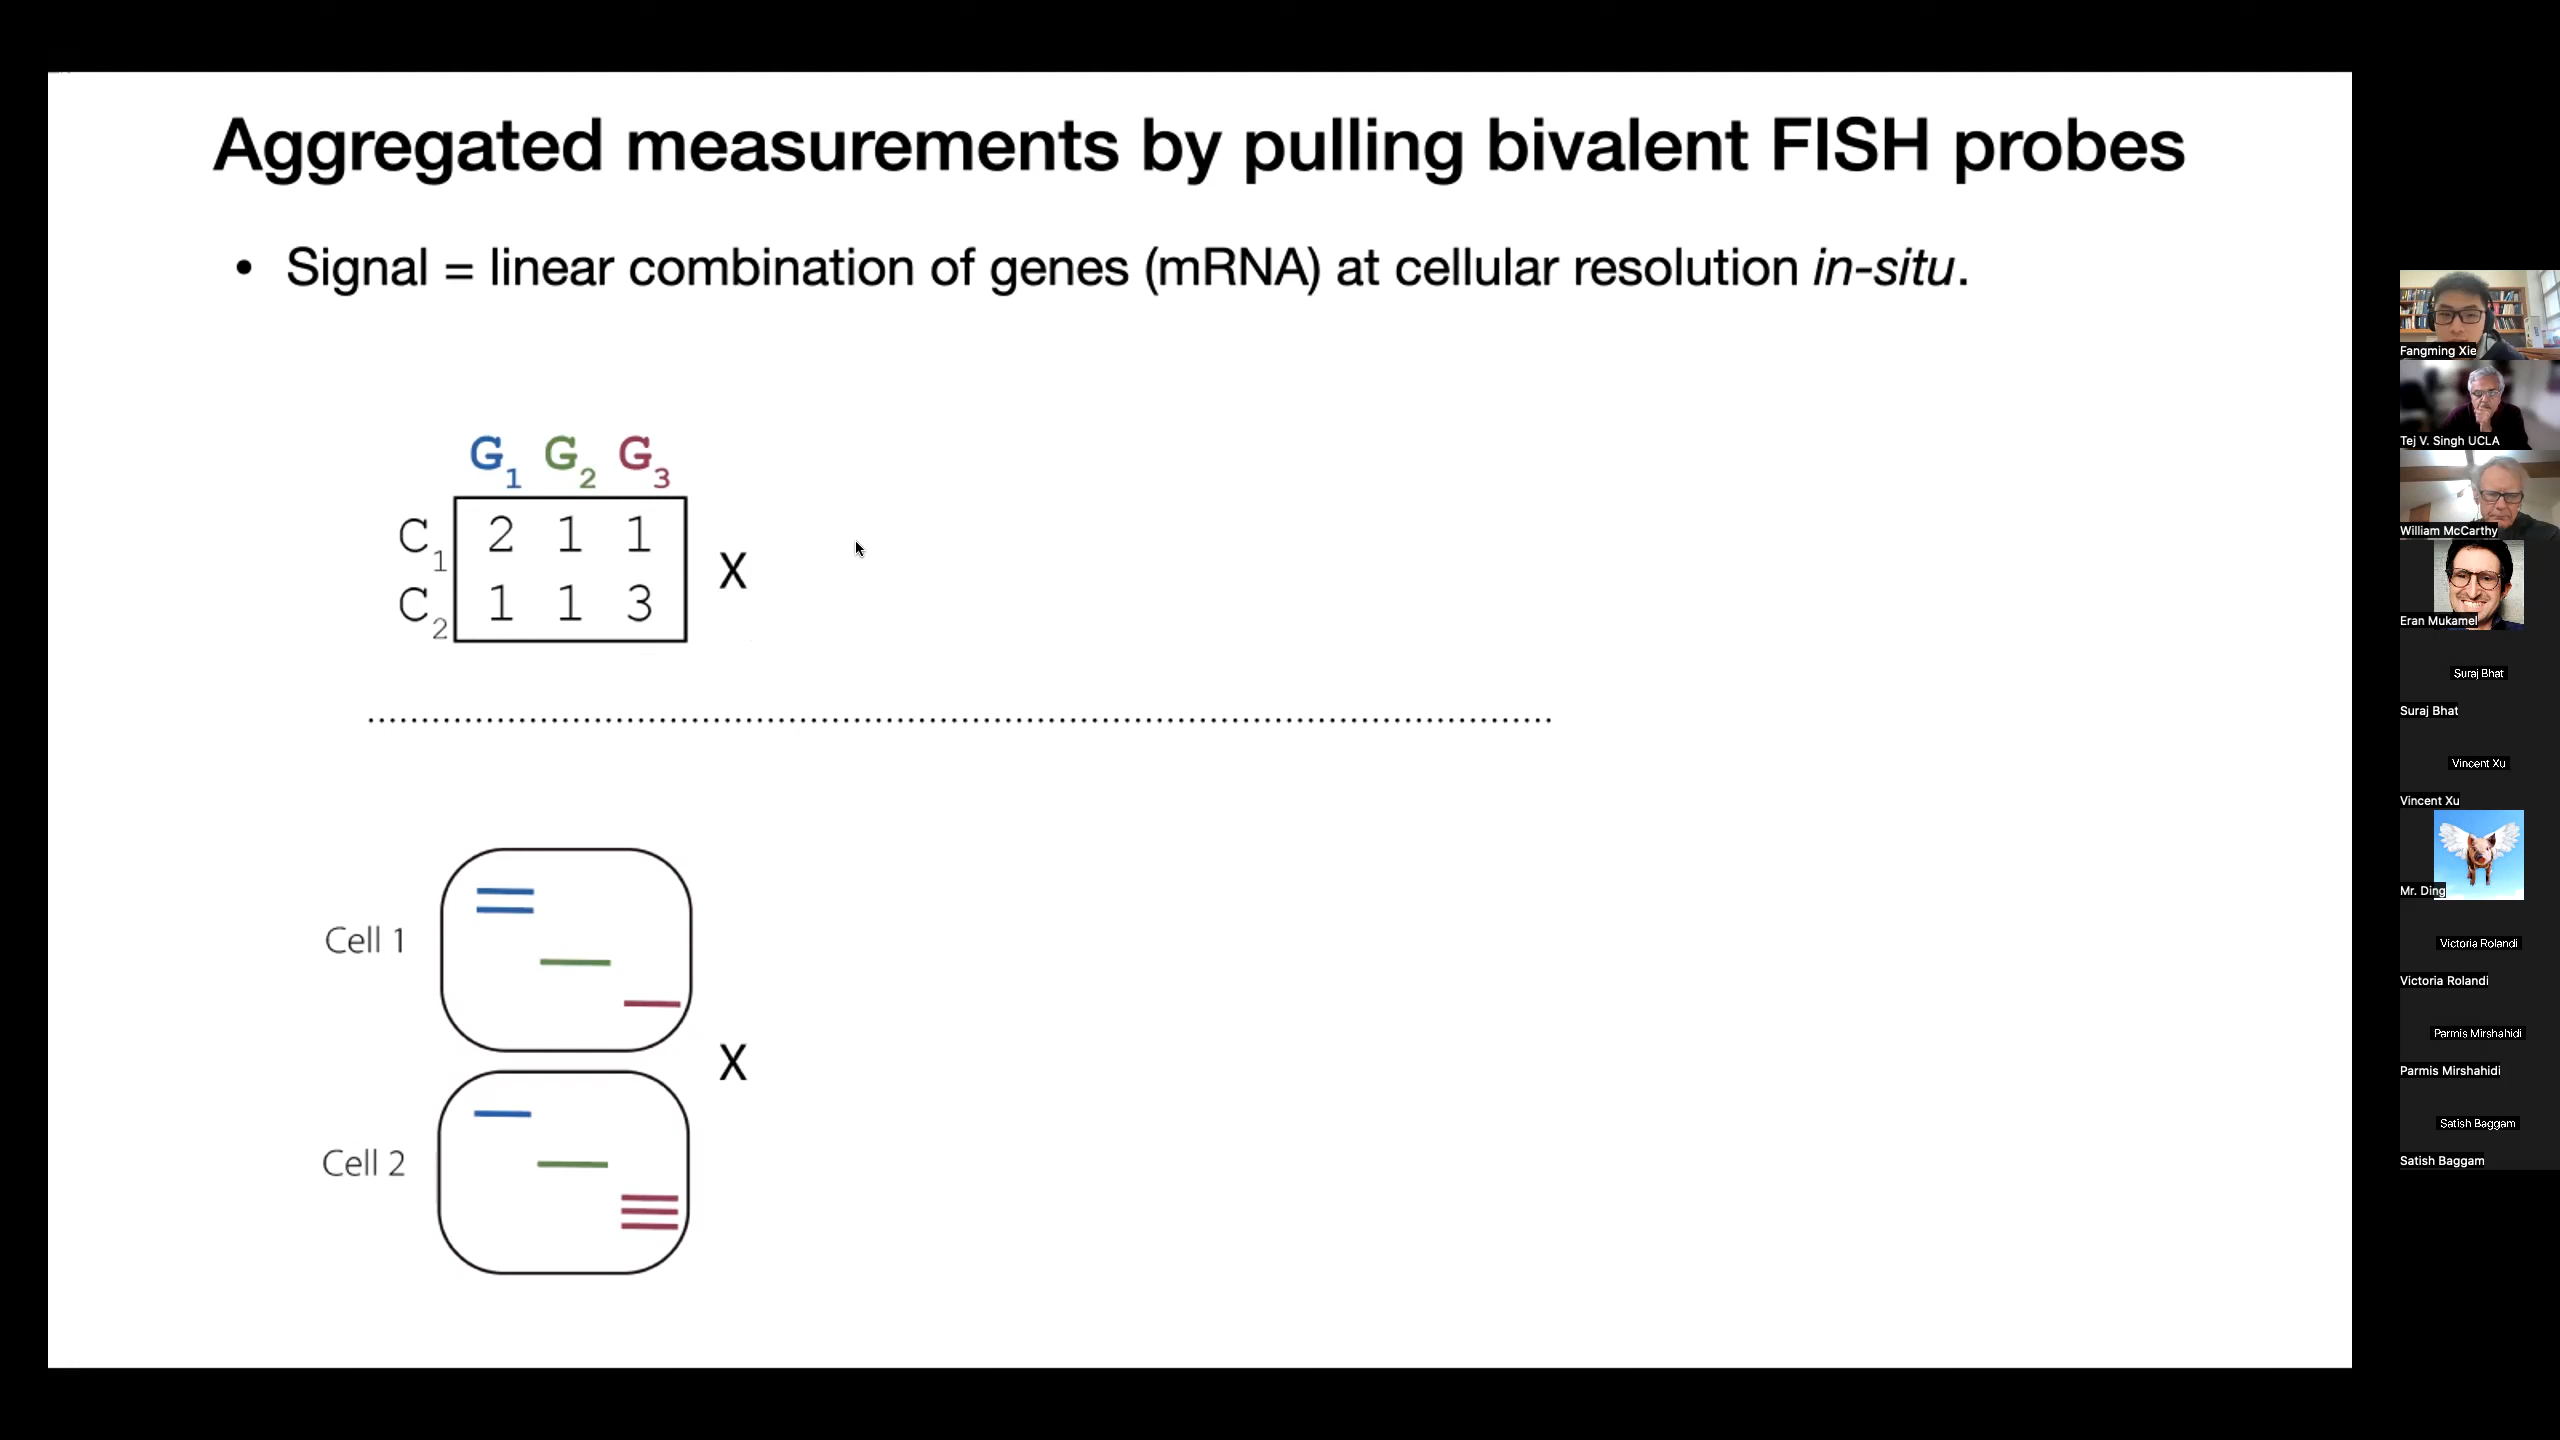 Aggregated measurements by pulling bivalent FISH probes
• Signal = linear combination of genes (mRNA) at cellular resolution in-situ.
G1 G2 G3
C1 2 1 1
C2 1 1 3
X
Cell 1
X
Cell 2
Fangming Xie
Tej V. Singh UCLA
William McCarthy
Eran Mukamel
Suraj Bhat
Suraj Bhat
Vincent Xu
Vincent Xu
Mr. Ding
Victoria Rolandi
Victoria Rolandi
Parmis Mirshahidi
Parmis Mirshahidi
Satish Baggam
Satish Baggam